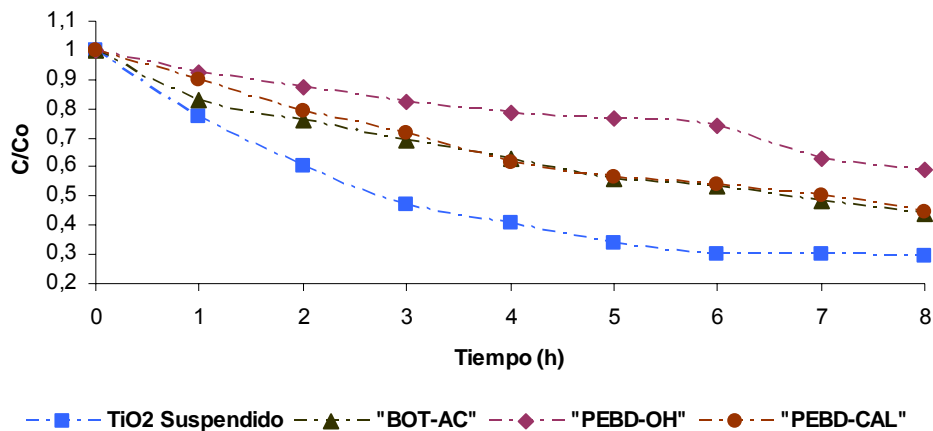 1,1
1
0,9
0,8
0,7
0,6
0,5
0,4
0,3
0,2
C/Co
0 1 2 3 4 5 6 7 8
Tiempo (h)
TiO2 Suspendido "BOT-AC" "PEBD-OH" "PEBD-CAL"